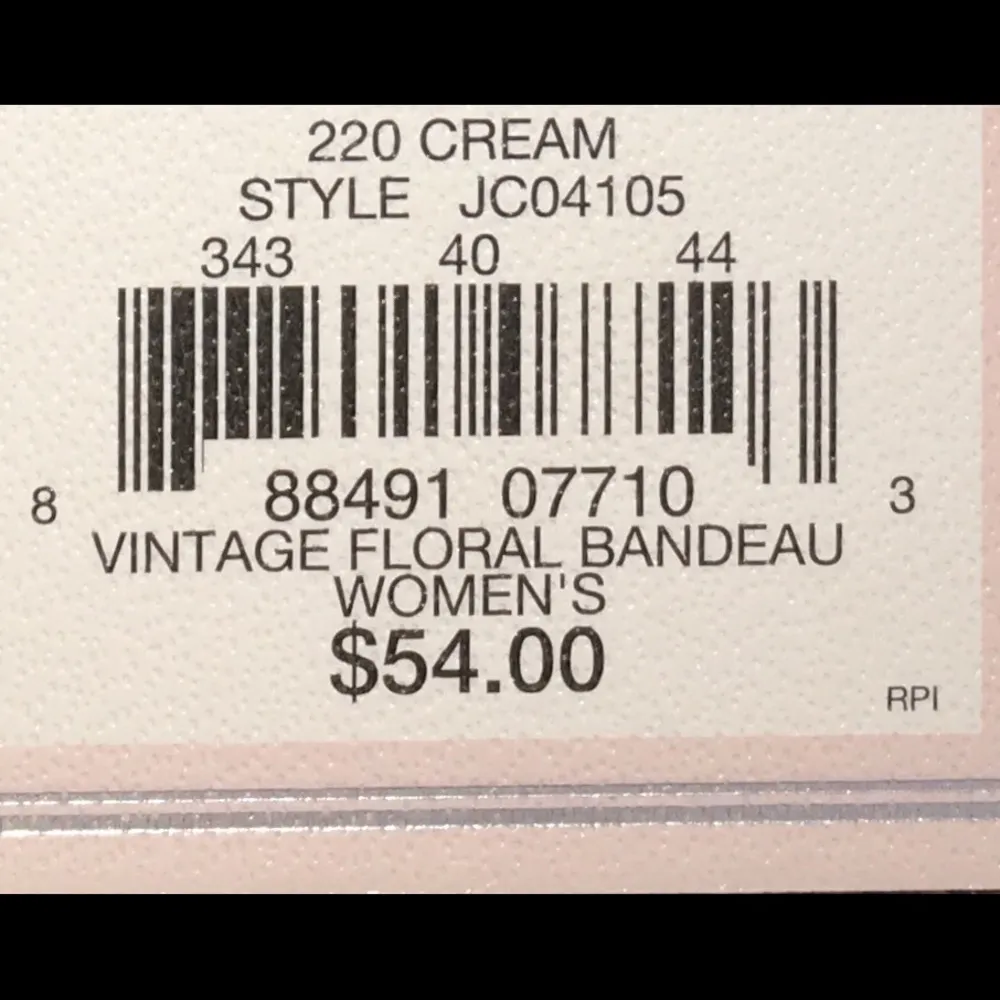 220 CREAM
STYLE JC04105
343 40 44
8 88491 07710 3
VINTAGE FLORAL BANDEAU
WOMEN'S
$54.00
RPI